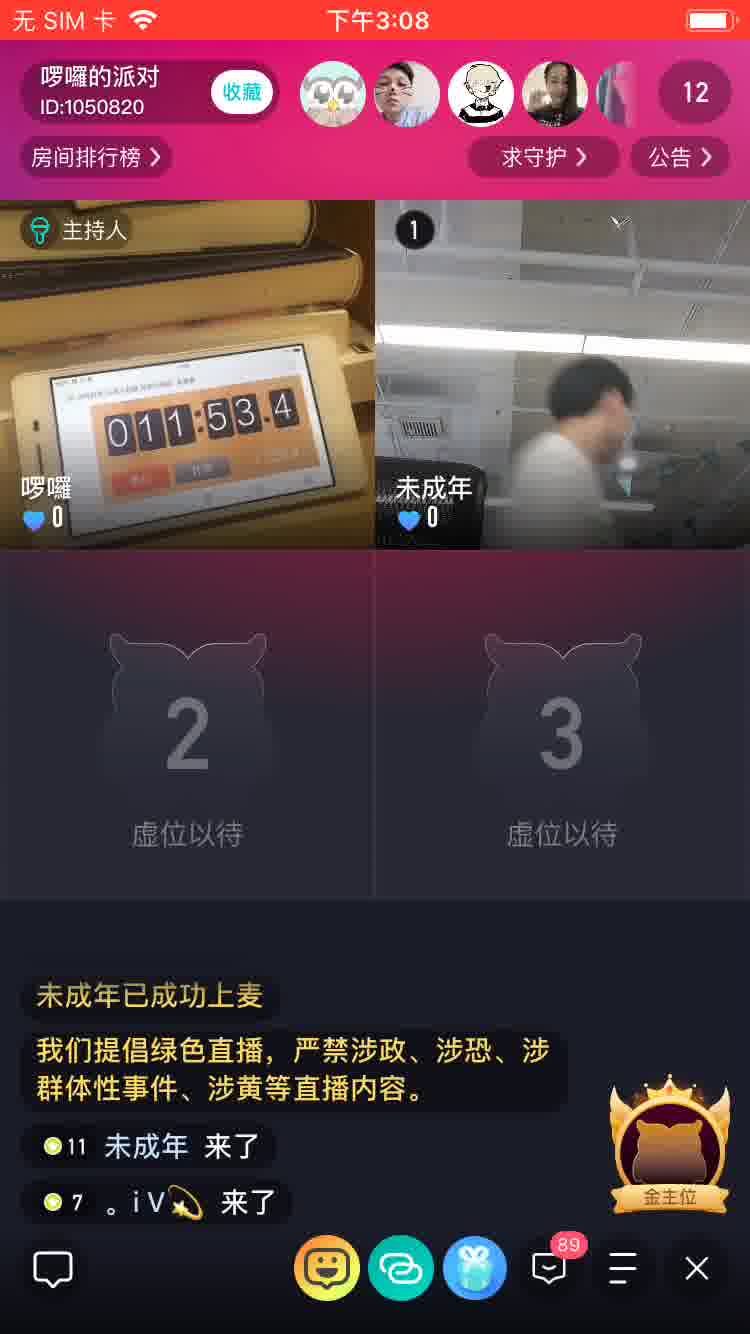 无 SIM 卡
下午3:08
啰囉的派对
ID:1050820
收藏
12
房间排行榜
求守护
公告
主持人
1
011:53.4
啰囉
0
未成年
0
2
3
虚位以待
虚位以待
未成年已成功上麦
我们提倡绿色直播，严禁涉政、涉恐、涉
群体性事件、涉黄等直播内容。
11 未成年 来了
7 。iV💫 来了
金主位
89